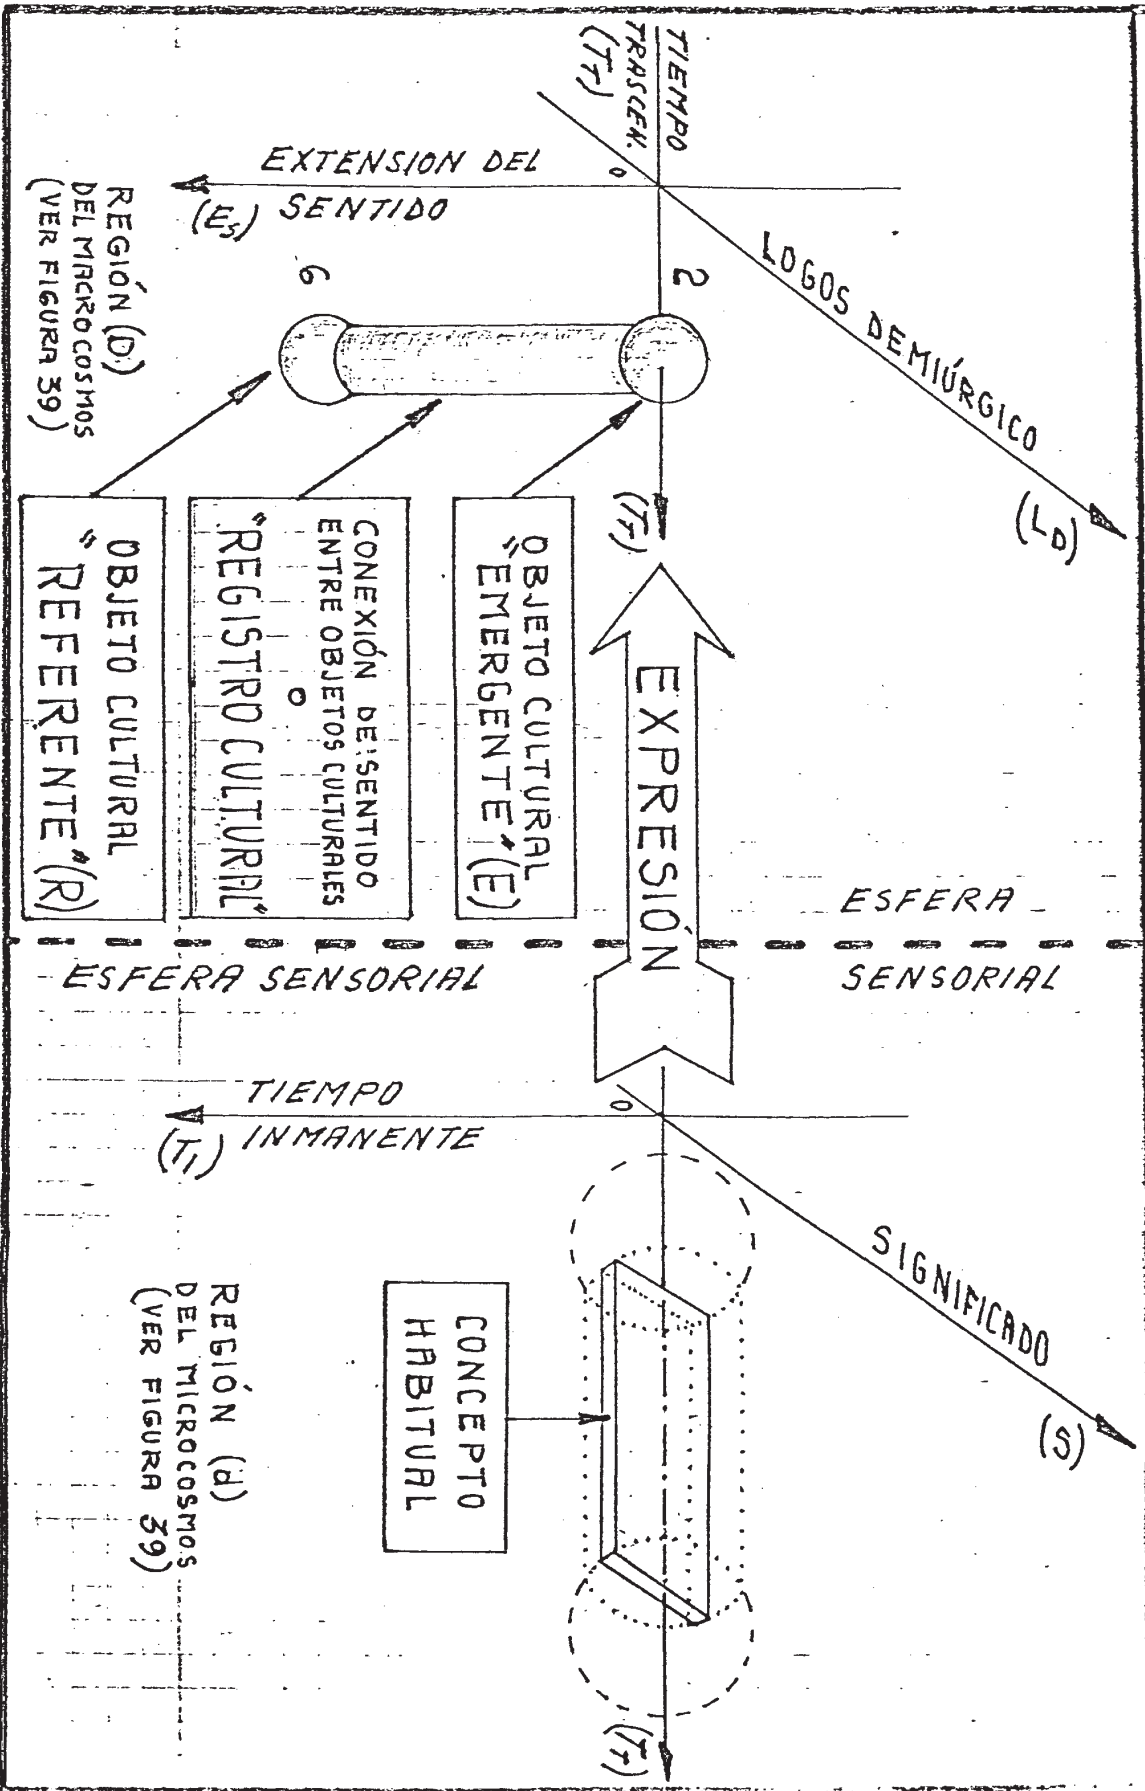 TIEMPO
TRASCEN.
(T_T)
o
EXTENSION DEL
SENTIDO
(E_S)
LOGOS DEMIÚRGICO
(L_D)
2
6
(T_T)
REGIÓN (D)
DEL MACROCOSMOS
(VER FIGURA 39)
OBJETO CULTURAL
"EMERGENTE" (E)
CONEXIÓN DE SENTIDO
ENTRE OBJETOS CULTURALES
O
"REGISTRO CULTURAL"
OBJETO CULTURAL
"REFERENTE" (R)
EXPRESIÓN
ESFERA
SENSORIAL
ESFERA SENSORIAL
o
TIEMPO
INMANENTE
(T_I)
SIGNIFICADO
(S)
CONCEPTO
HABITUAL
REGIÓN (d)
DEL MICROCOSMOS
(VER FIGURA 39)
(T_T)